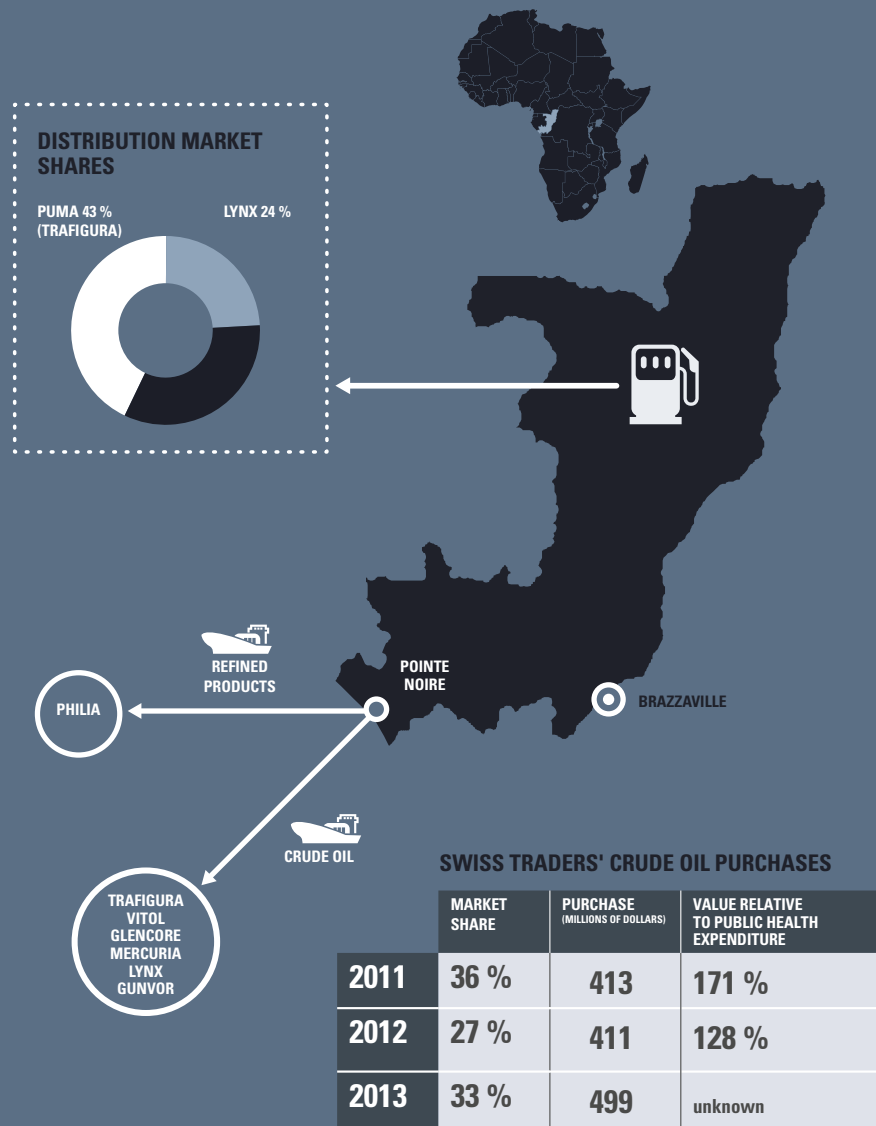 DISTRIBUTION MARKET
SHARES
PUMA 43 %
(TRAFIGURA)
LYNX 24 %
REFINED
PRODUCTS
POINTE
NOIRE
PHILIA
BRAZZAVILLE
CRUDE OIL
TRAFIGURA
VITOL
GLENCORE
MERCURIA
LYNX
GUNVOR
SWISS TRADERS' CRUDE OIL PURCHASES
MARKET
SHARE
PURCHASE
(MILLIONS OF DOLLARS)
VALUE RELATIVE
TO PUBLIC HEALTH
EXPENDITURE
2011 36 % 413 171 %
2012 27 % 411 128 %
2013 33 % 499 unknown